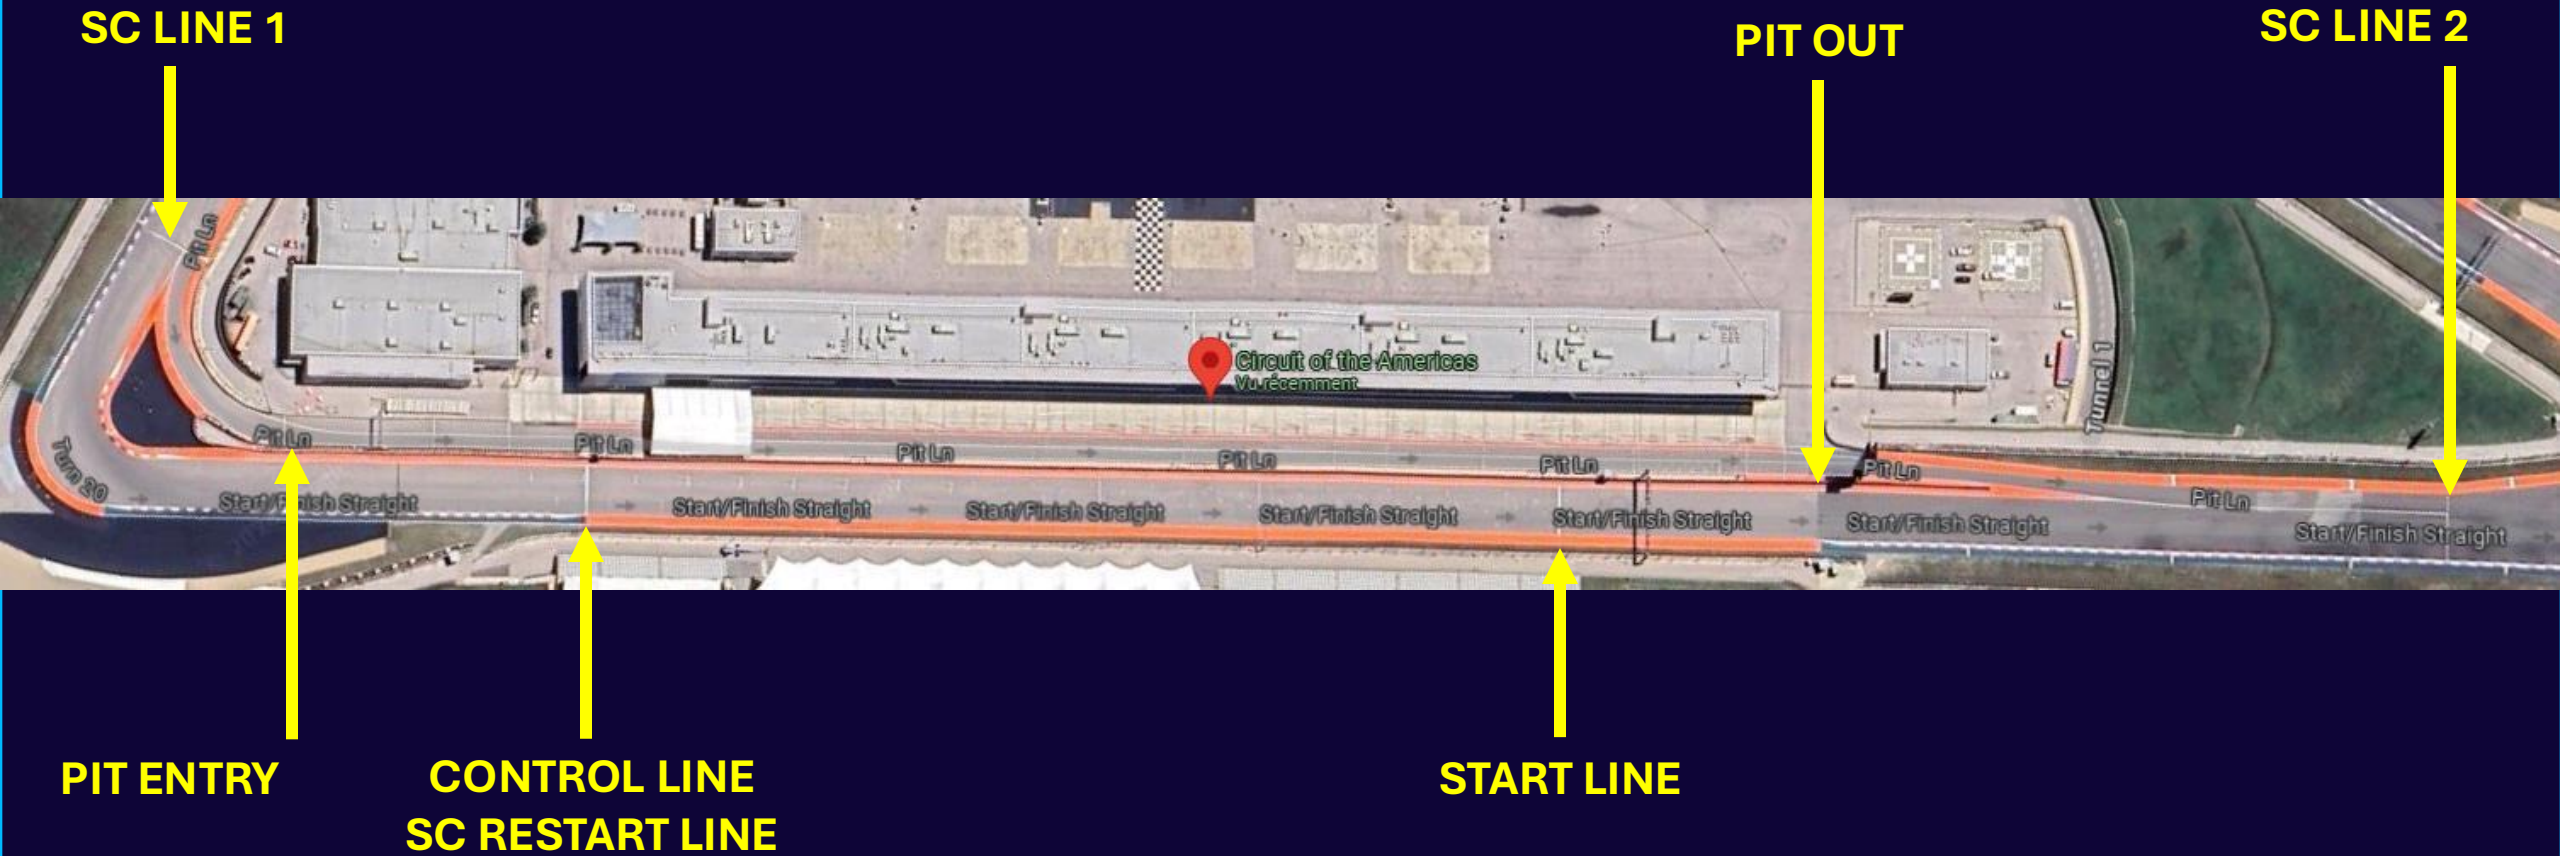 SC LINE 1
PIT OUT
SC LINE 2
Pit Ln
Circuit of the Americas
Vu récemment
Tunnel 1
Pit Ln
Pit Ln
Pit Ln
Pit Ln
Pit Ln
Pit Ln
Pit Ln
Turn 20
Start/Finish Straight
Start/Finish Straight
Start/Finish Straight
Start/Finish Straight
Start/Finish Straight
Start/Finish Straight
Start/Finish Straight
PIT ENTRY
CONTROL LINE
SC RESTART LINE
START LINE